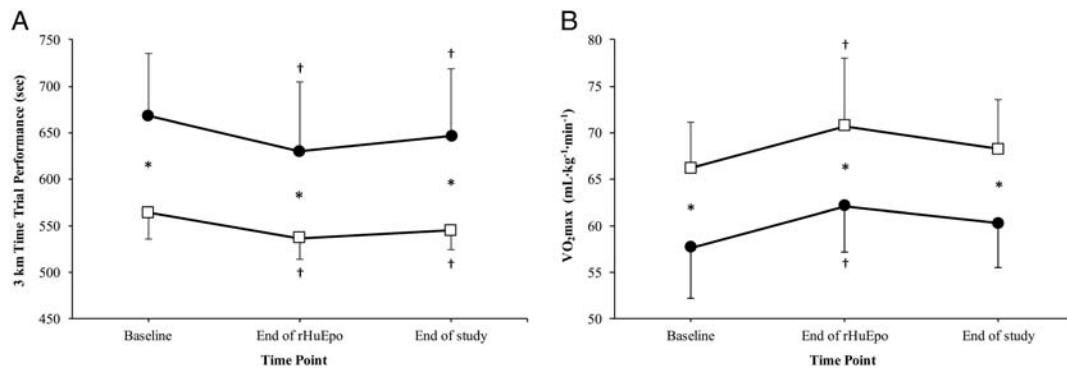 A
750
700
650
600
550
500
450
3 km Time Trial Performance (sec)
†
†
*
*
*
†
†
Baseline
End of rHuEpo
End of study
Time Point
B
80
75
70
65
60
55
50
VO₂max (mL·kg⁻¹·min⁻¹)
†
*
*
*
†
Baseline
End of rHuEpo
End of study
Time Point